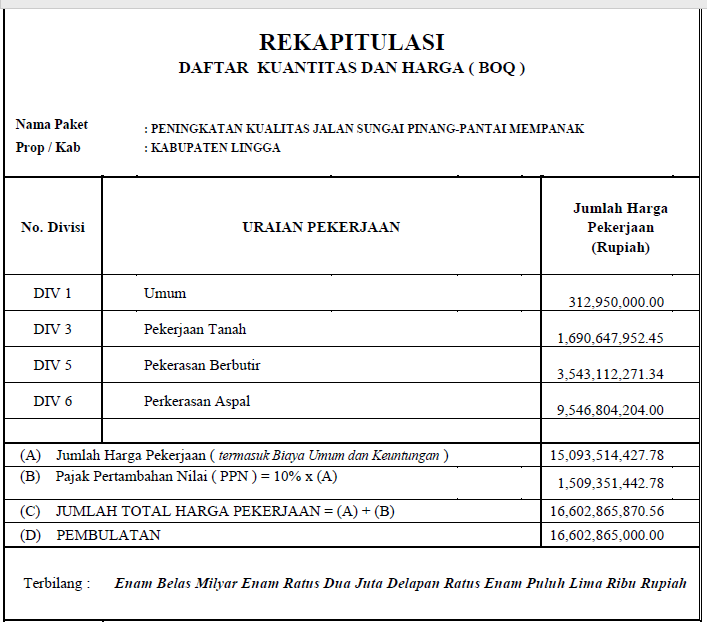 REKAPITULASI
DAFTAR KUANTITAS DAN HARGA ( BOQ )
Nama Paket : PENINGKATAN KUALITAS JALAN SUNGAI PINANG-PANTAI MEMPANAK
Prop / Kab : KABUPATEN LINGGA
No. Divisi URAIAN PEKERJAAN Jumlah Harga
Pekerjaan
(Rupiah)
DIV 1 Umum 312,950,000.00
DIV 3 Pekerjaan Tanah 1,690,647,952.45
DIV 5 Pekerasan Berbutir 3,543,112,271.34
DIV 6 Perkerasan Aspal 9,546,804,204.00
(A) Jumlah Harga Pekerjaan ( termasuk Biaya Umum dan Keuntungan ) 15,093,514,427.78
(B) Pajak Pertambahan Nilai ( PPN ) = 10% x (A) 1,509,351,442.78
(C) JUMLAH TOTAL HARGA PEKERJAAN = (A) + (B) 16,602,865,870.56
(D) PEMBULATAN 16,602,865,000.00
Terbilang : Enam Belas Milyar Enam Ratus Dua Juta Delapan Ratus Enam Puluh Lima Ribu Rupiah